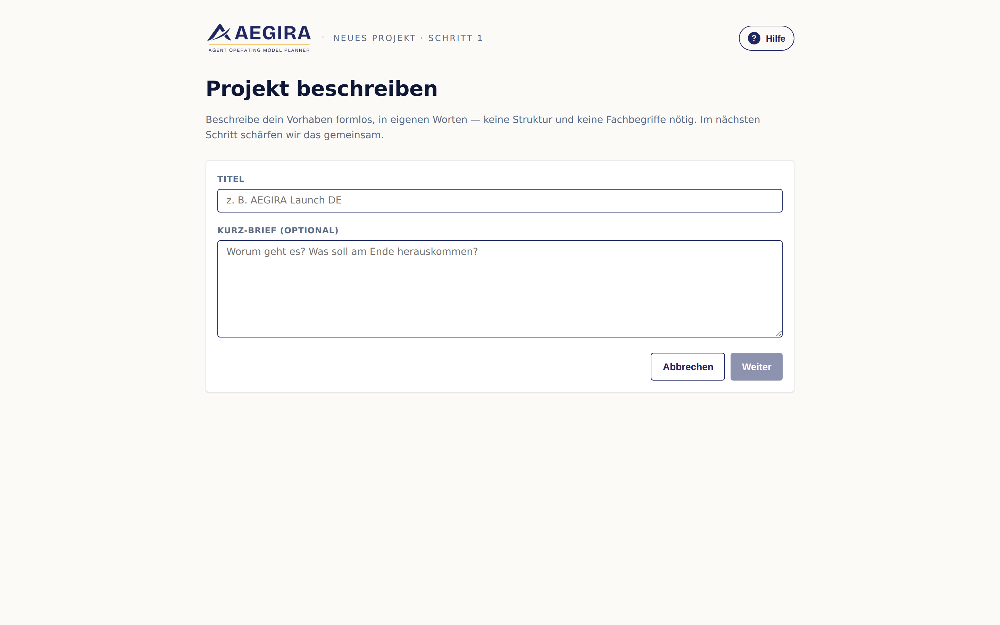 AEGIRA
AGENT OPERATING MODEL PLANNER
· NEUES PROJEKT · SCHRITT 1
? Hilfe
Projekt beschreiben
Beschreibe dein Vorhaben formlos, in eigenen Worten — keine Struktur und keine Fachbegriffe nötig. Im nächsten
Schritt schärfen wir das gemeinsam.
TITEL
z. B. AEGIRA Launch DE
KURZ-BRIEF (OPTIONAL)
Worum geht es? Was soll am Ende herauskommen?
Abbrechen
Weiter